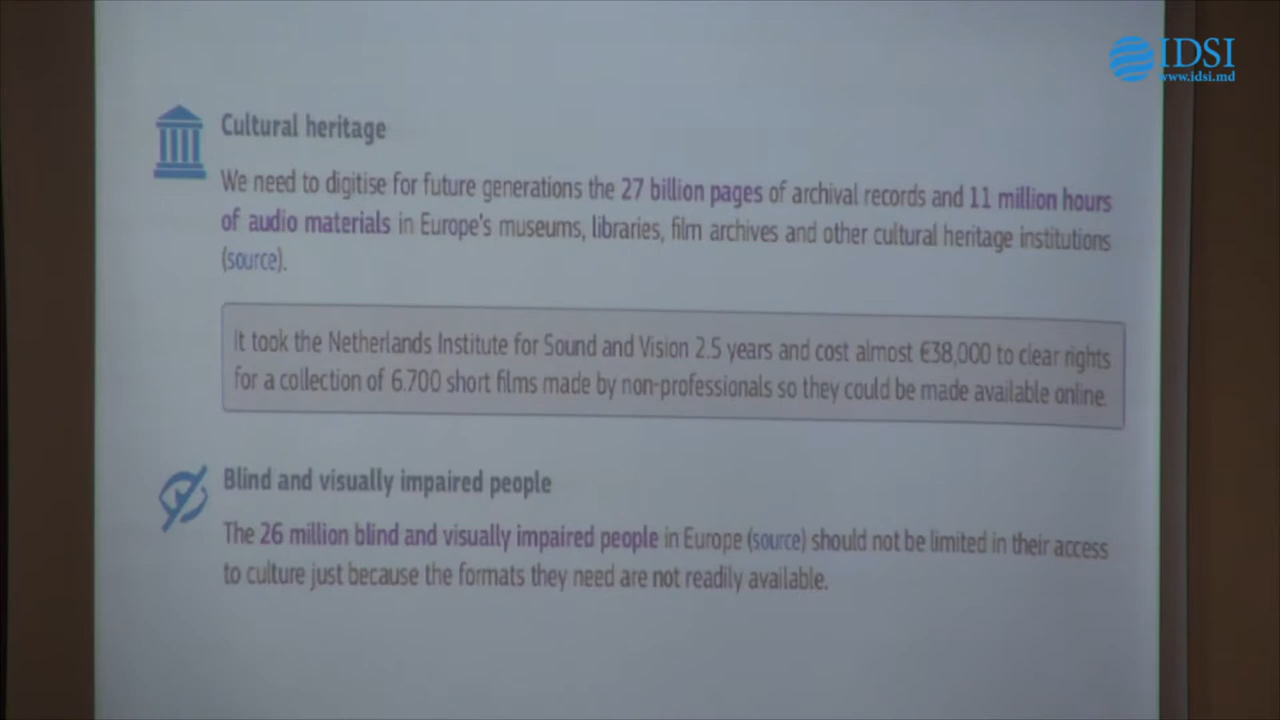 IDSI
www.idsi.md
Cultural heritage
We need to digitise for future generations the 27 billion pages of archival records and 11 million hours
of audio materials in Europe's museums, libraries, film archives and other cultural heritage institutions
(source).
It took the Netherlands Institute for Sound and Vision 2.5 years and cost almost €38,000 to clear rights
for a collection of 6.700 short films made by non-professionals so they could be made available online.
Blind and visually impaired people
The 26 million blind and visually impaired people in Europe (source) should not be limited in their access
to culture just because the formats they need are not readily available.